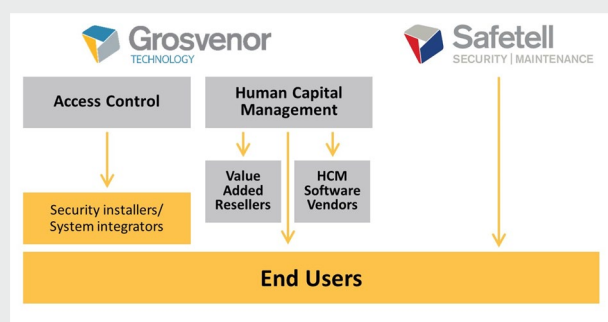 Grosvenor
TECHNOLOGY
Safetell
SECURITY | MAINTENANCE
Access Control
Human Capital
Management
Value
Added
Resellers
HCM
Software
Vendors
Security installers/
System integrators
End Users